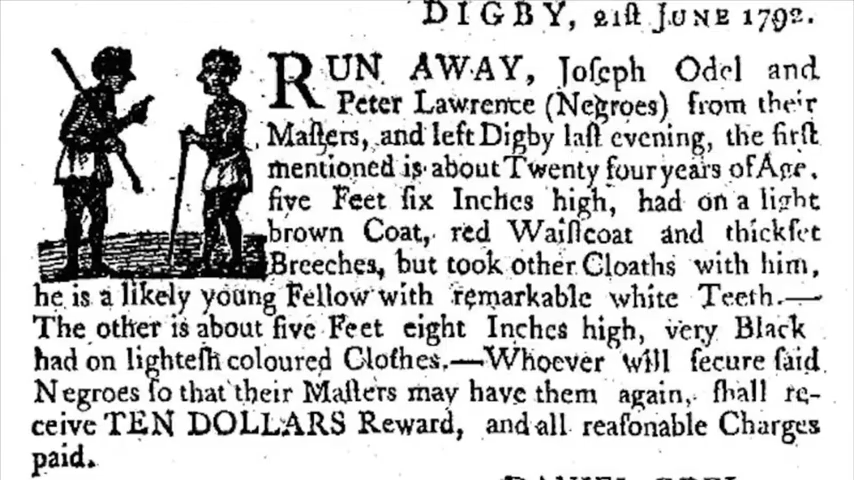 DIGBY, 21ſt JUNE 1792.
RUN AWAY, Joſeph Odel and
Peter Lawrence (Negroes) from their
Maſters, and left Digby laſt evening, the firſt
mentioned is about Twenty four years of Age,
five Feet ſix Inches high, had on a light
brown Coat, red Waiſtcoat and thickſet
Breeches, but took other Cloaths with him,
he is a likely young Fellow with remarkable white Teeth.—
The other is about five Feet eight Inches high, very Black
had on lighteſh coloured Clothes.—Whoever will ſecure ſaid
Negroes ſo that their Maſters may have them again, ſhall re-
ceive TEN DOLLARS Reward, and all reaſonable Charges
paid.
DANIEL